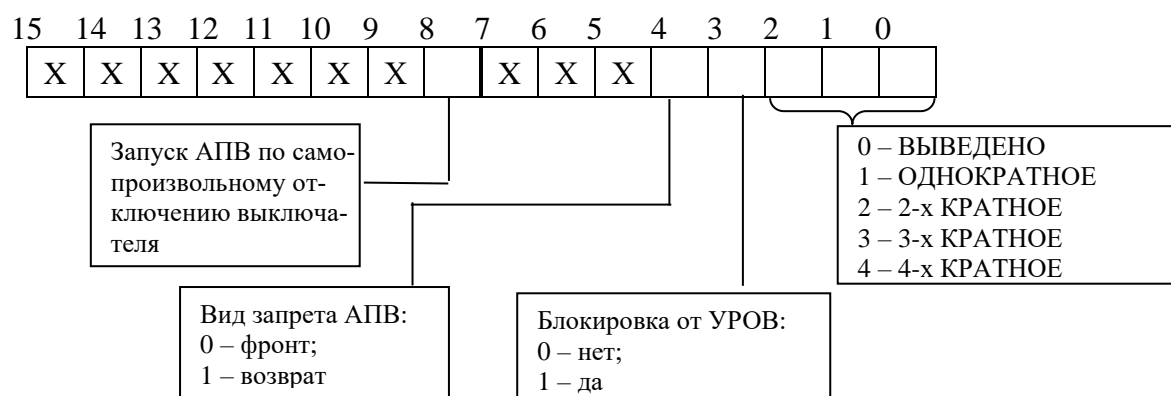 15 14 13 12 11 10 9 8 7 6 5 4 3 2 1 0
X X X X X X X X X X
Запуск АПВ по само-
произвольному от-
ключению выключа-
теля
0 – ВЫВЕДЕНО
1 – ОДНОКРАТНОЕ
2 – 2-х КРАТНОЕ
3 – 3-х КРАТНОЕ
4 – 4-х КРАТНОЕ
Вид запрета АПВ:
0 – фронт;
1 – возврат
Блокировка от УРОВ:
0 – нет;
1 – да